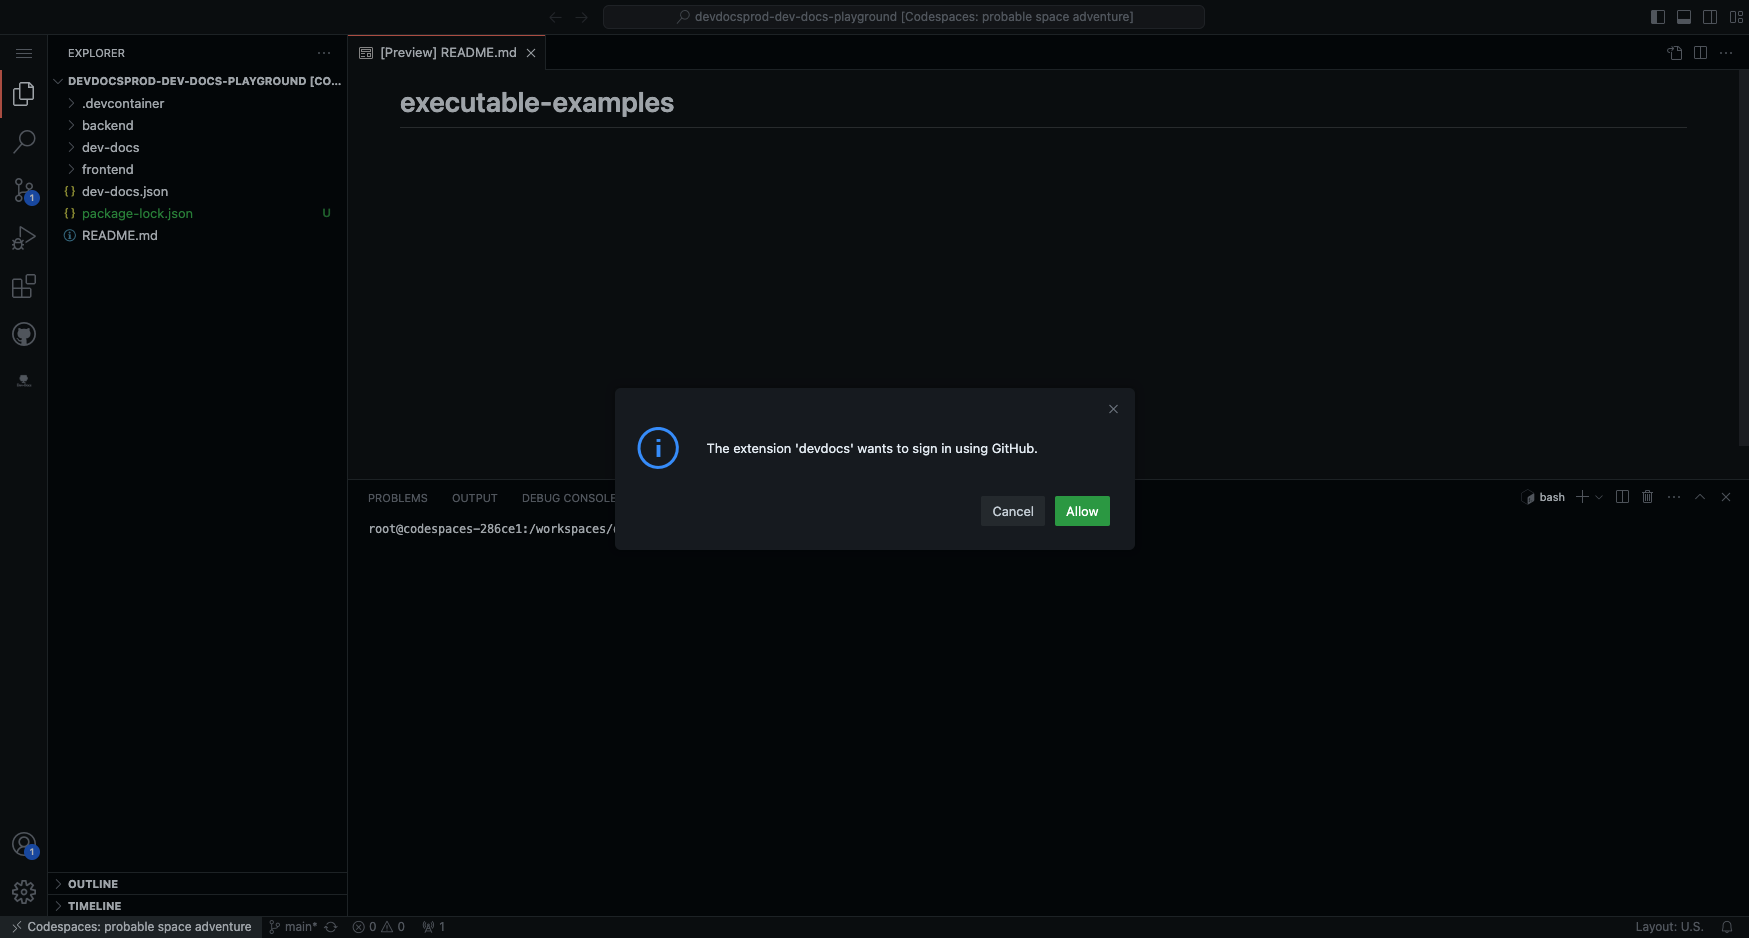 devdocsprod-dev-docs-playground [Codespaces: probable space adventure]
EXPLORER
[Preview] README.md
DEVDOCSPROD-DEV-DOCS-PLAYGROUND [CO...
.devcontainer
backend
dev-docs
frontend
{} dev-docs.json
{} package-lock.json U
README.md
1
1
executable-examples
The extension 'devdocs' wants to sign in using GitHub.
Cancel
Allow
PROBLEMS OUTPUT DEBUG CONSOLE
bash
root@codespaces-286ce1:/workspaces/
OUTLINE
TIMELINE
Codespaces: probable space adventure main* 0 0 1
Layout: U.S.